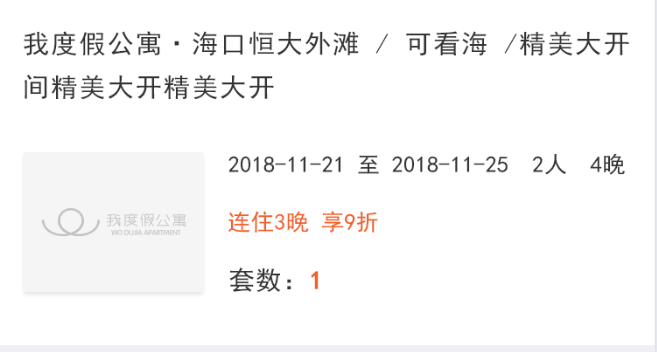 我度假公寓·海口恒大外滩 / 可看海 /精美大开
间精美大开精美大开
2018-11-21 至 2018-11-25 2人 4晚
我度假公寓
WO DUJIA APARTMENT
连住3晚 享9折
套数：1